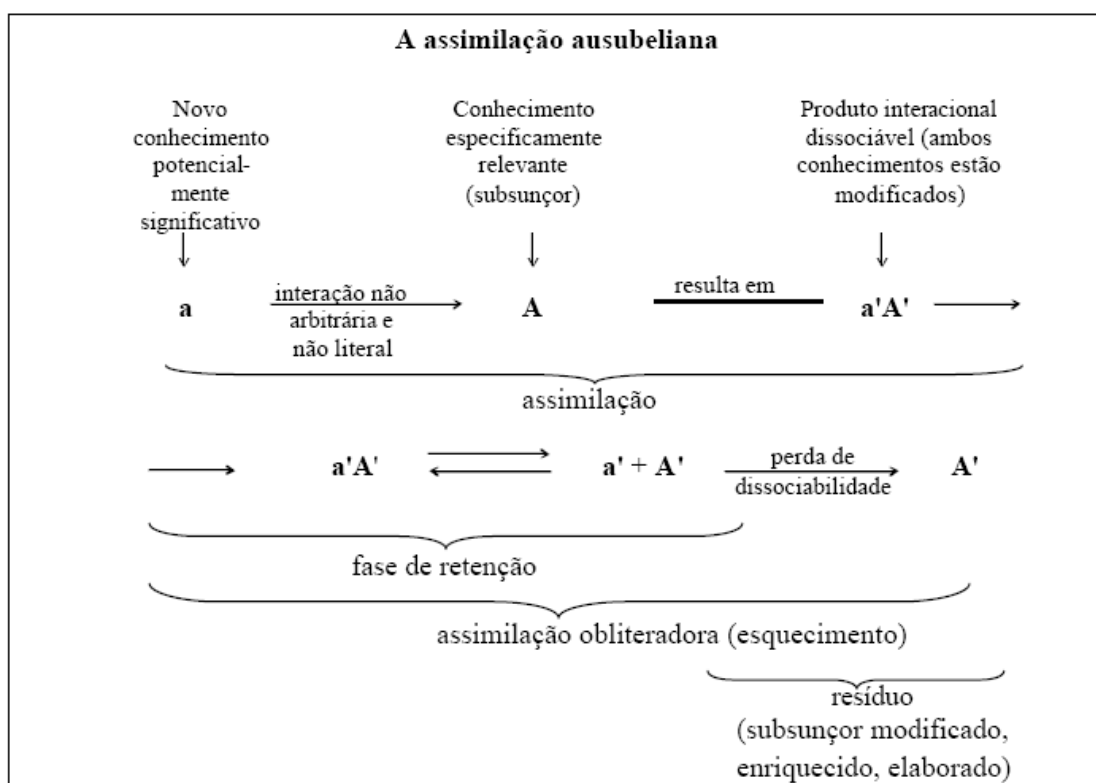 A assimilação ausubeliana
Novo
conhecimento
potencial-
mente
significativo
Conhecimento
especificamente
relevante
(subsunçor)
Produto interacional
dissociável (ambos
conhecimentos estão
modificados)
a
interação não
arbitrária e
não literal
A
resulta em
a'A'
assimilação
a'A'
a' + A'
perda de
dissociabilidade
A'
fase de retenção
assimilação obliteradora (esquecimento)
resíduo
(subsunçor modificado,
enriquecido, elaborado)